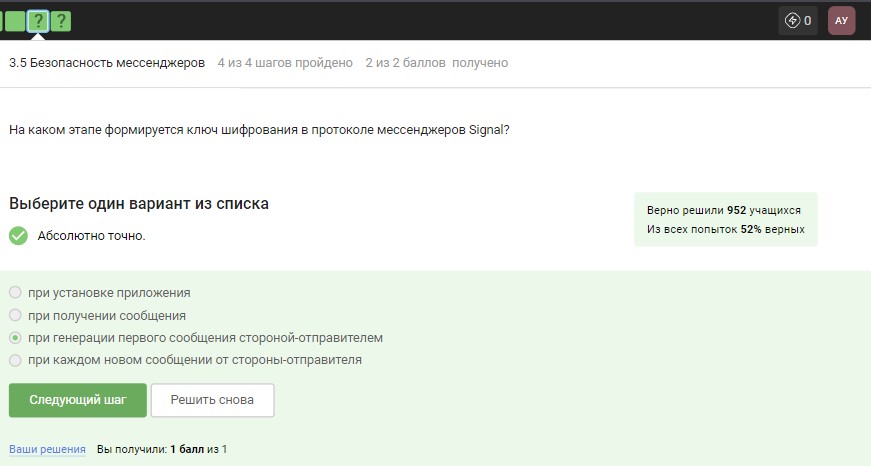 ? ?
0 АУ
3.5 Безопасность мессенджеров 4 из 4 шагов пройдено 2 из 2 баллов получено
На каком этапе формируется ключ шифрования в протоколе мессенджеров Signal?
Выберите один вариант из списка
Абсолютно точно.
Верно решили 952 учащихся
Из всех попыток 52% верных
при установке приложения
при получении сообщения
при генерации первого сообщения стороной-отправителем
при каждом новом сообщении от стороны-отправителя
Следующий шаг Решить снова
Ваши решения Вы получили: 1 балл из 1